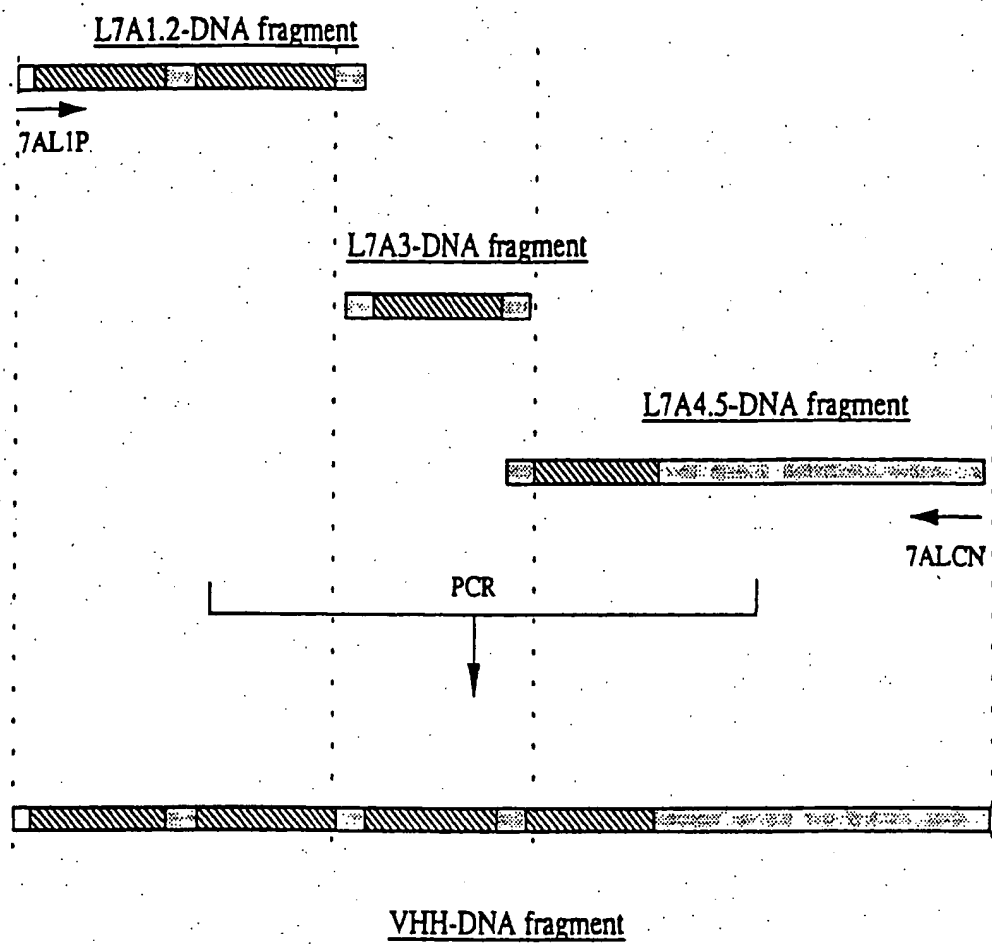 L7A1.2-DNA fragment
7AL1P
L7A3-DNA fragment
L7A4.5-DNA fragment
7ALCN
PCR
VHH-DNA fragment